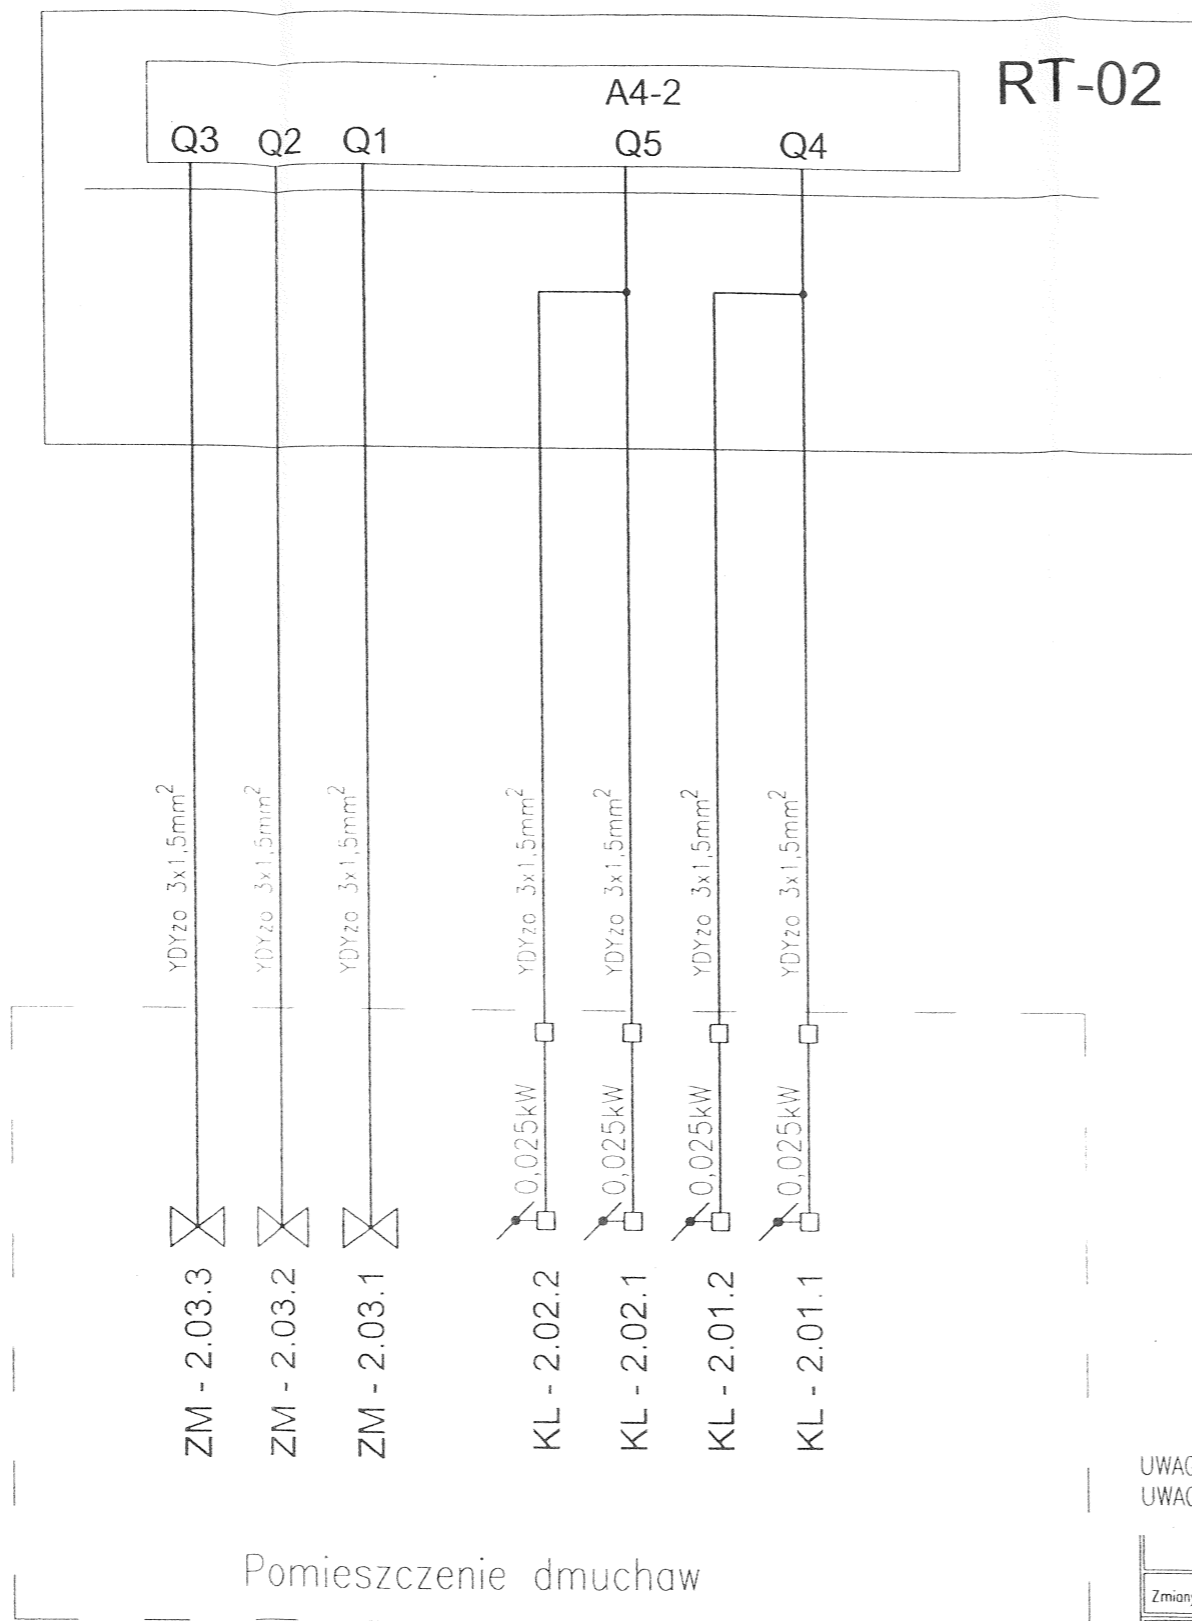 RT-02
A4-2
Q3 Q2 Q1 Q5 Q4
YDYżo 3x1,5mm²
YDYżo 3x1,5mm²
YDYżo 3x1,5mm²
YDYżo 3x1,5mm²
YDYżo 3x1,5mm²
YDYżo 3x1,5mm²
YDYżo 3x1,5mm²
0,025kW
0,025kW
0,025kW
0,025kW
ZM - 2.03.3
ZM - 2.03.2
ZM - 2.03.1
KL - 2.02.2
KL - 2.02.1
KL - 2.01.2
KL - 2.01.1
Pomieszczenie dmuchaw